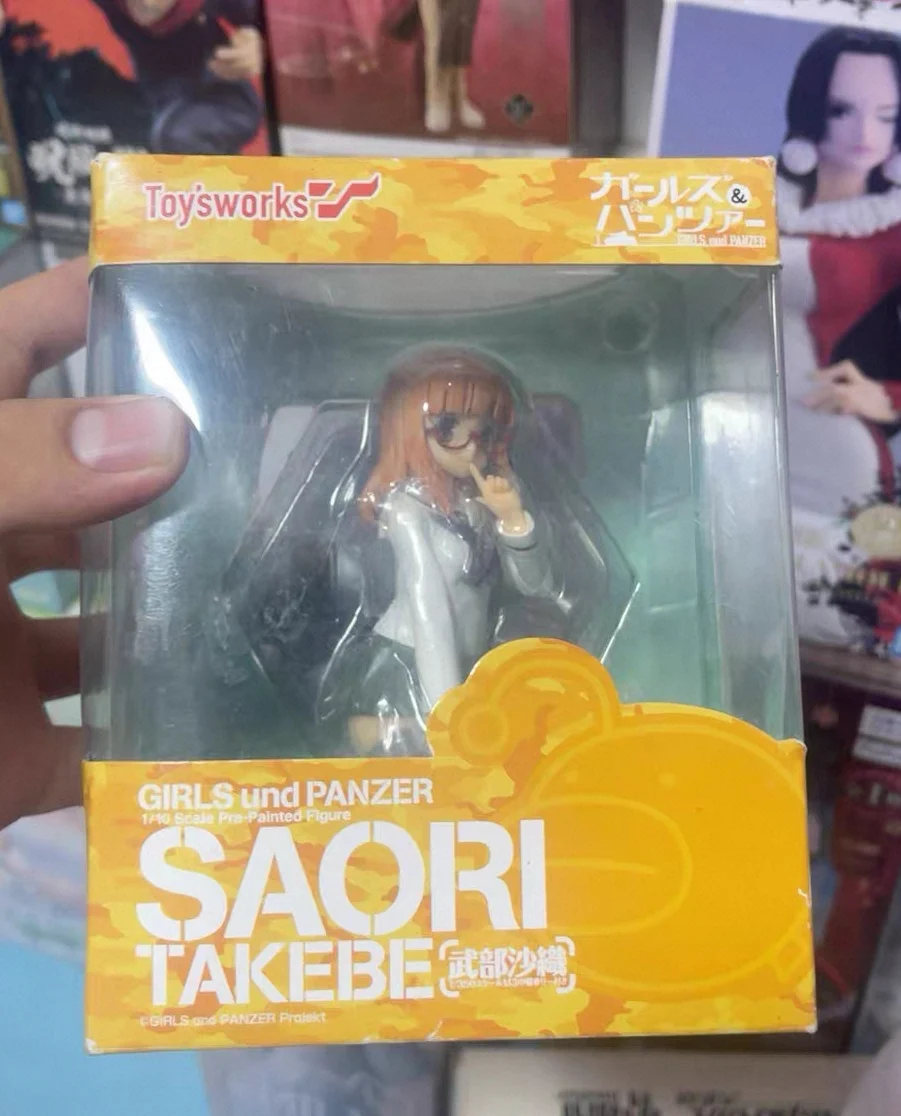 Toy'sworks
ガールズ&
パンツァー
GIRLS und PANZER
GIRLS und PANZER
1/10 Scale Pre-Painted Figure
SAORI
TAKEBE [武部沙織]
©GIRLS und PANZER Projekt